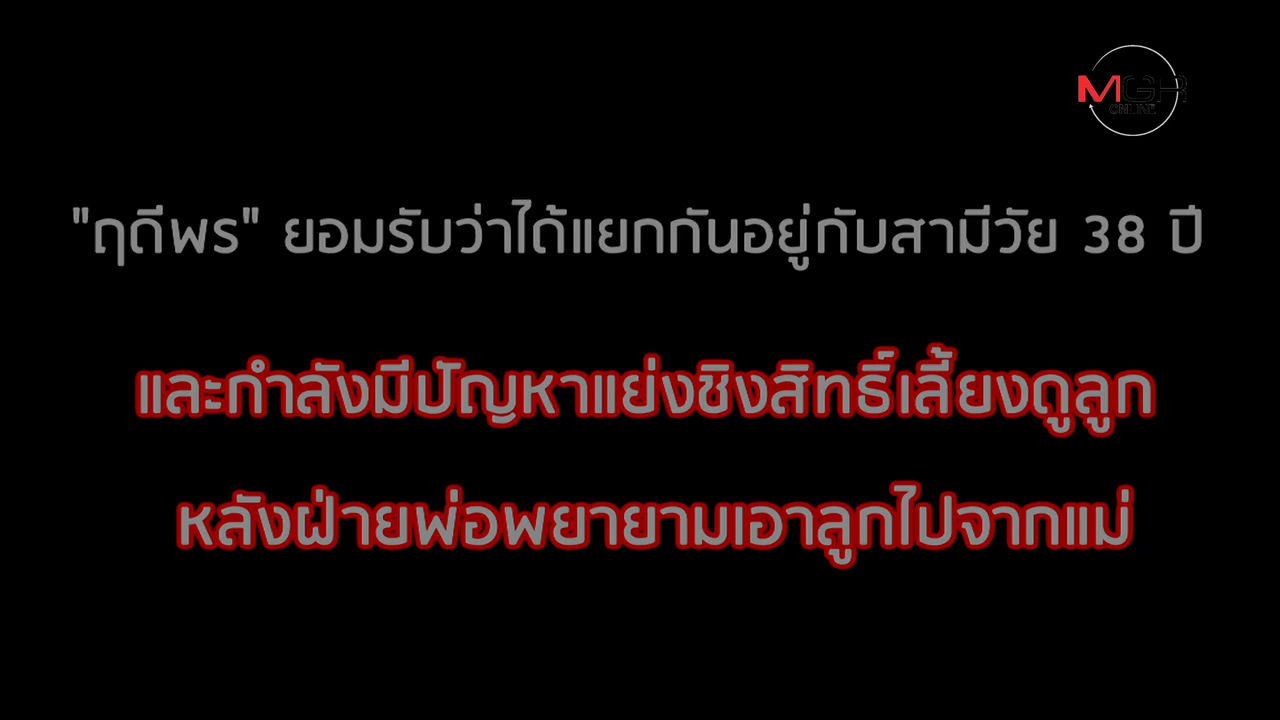 MGR
ONLINE
"ฤดีพร" ยอมรับว่าได้แยกกันอยู่กับสามีวัย 38 ปี
และกำลังมีปัญหาแย่งชิงสิทธิ์เลี้ยงดูลูก
หลังฝ่ายพ่อพยายามเอาลูกไปจากแม่